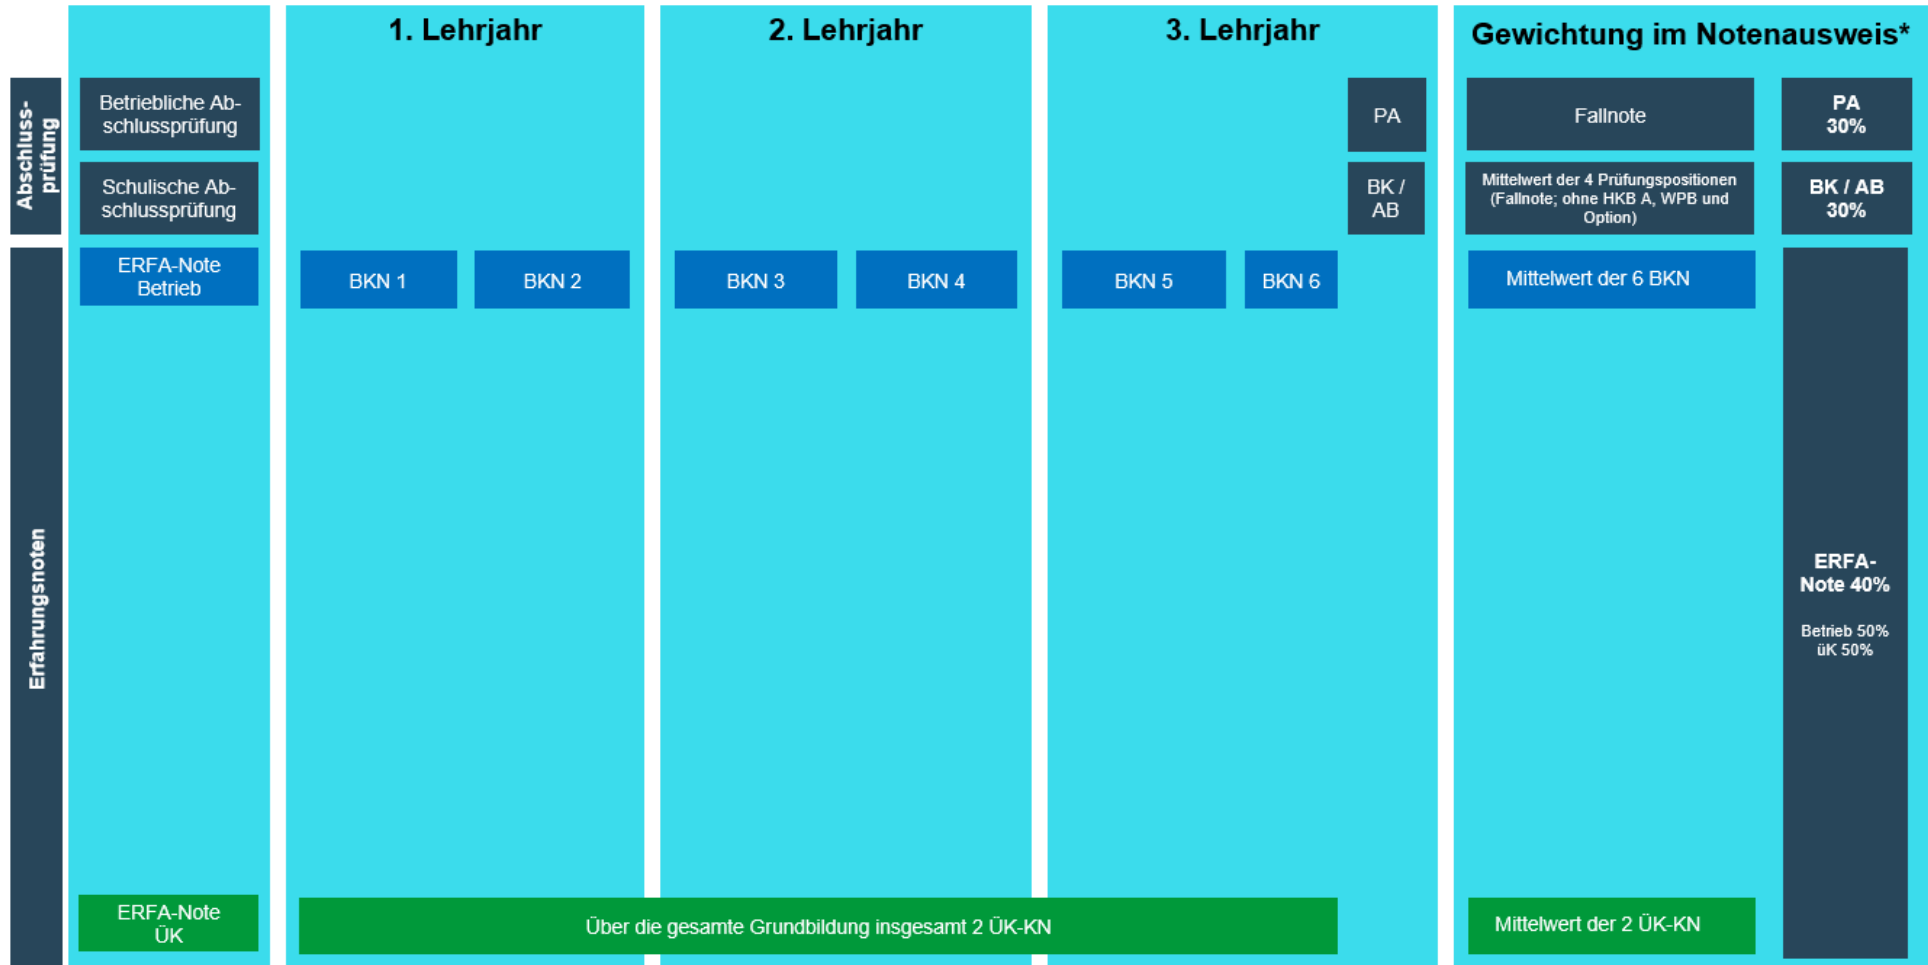 1. Lehrjahr
2. Lehrjahr
3. Lehrjahr
Gewichtung im Notenausweis*
Abschluss-
prüfung
Betriebliche Ab-
schlussprüfung
PA
Fallnote
PA
30%
Schulische Ab-
schlussprüfung
BK /
AB
Mittelwert der 4 Prüfungspositionen
(Fallnote; ohne HKB A, WPB und
Option)
BK / AB
30%
Erfahrungsnoten
ERFA-Note
Betrieb
BKN 1
BKN 2
BKN 3
BKN 4
BKN 5
BKN 6
Mittelwert der 6 BKN
ERFA-
Note 40%
Betrieb 50%
üK 50%
ERFA-Note
ÜK
Über die gesamte Grundbildung insgesamt 2 ÜK-KN
Mittelwert der 2 ÜK-KN